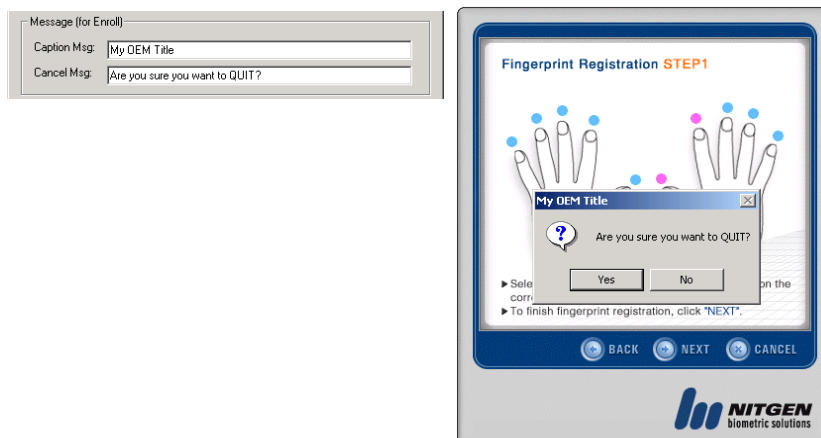 Message (for Enroll)
Caption Msg: My OEM Title
Cancel Msg: Are you sure you want to QUIT?
Fingerprint Registration STEP1
My OEM Title
Are you sure you want to QUIT?
Yes No
▶ Sele on the
corre
▶ To finish fingerprint registration, click "NEXT".
BACK NEXT CANCEL
NITGEN
biometric solutions